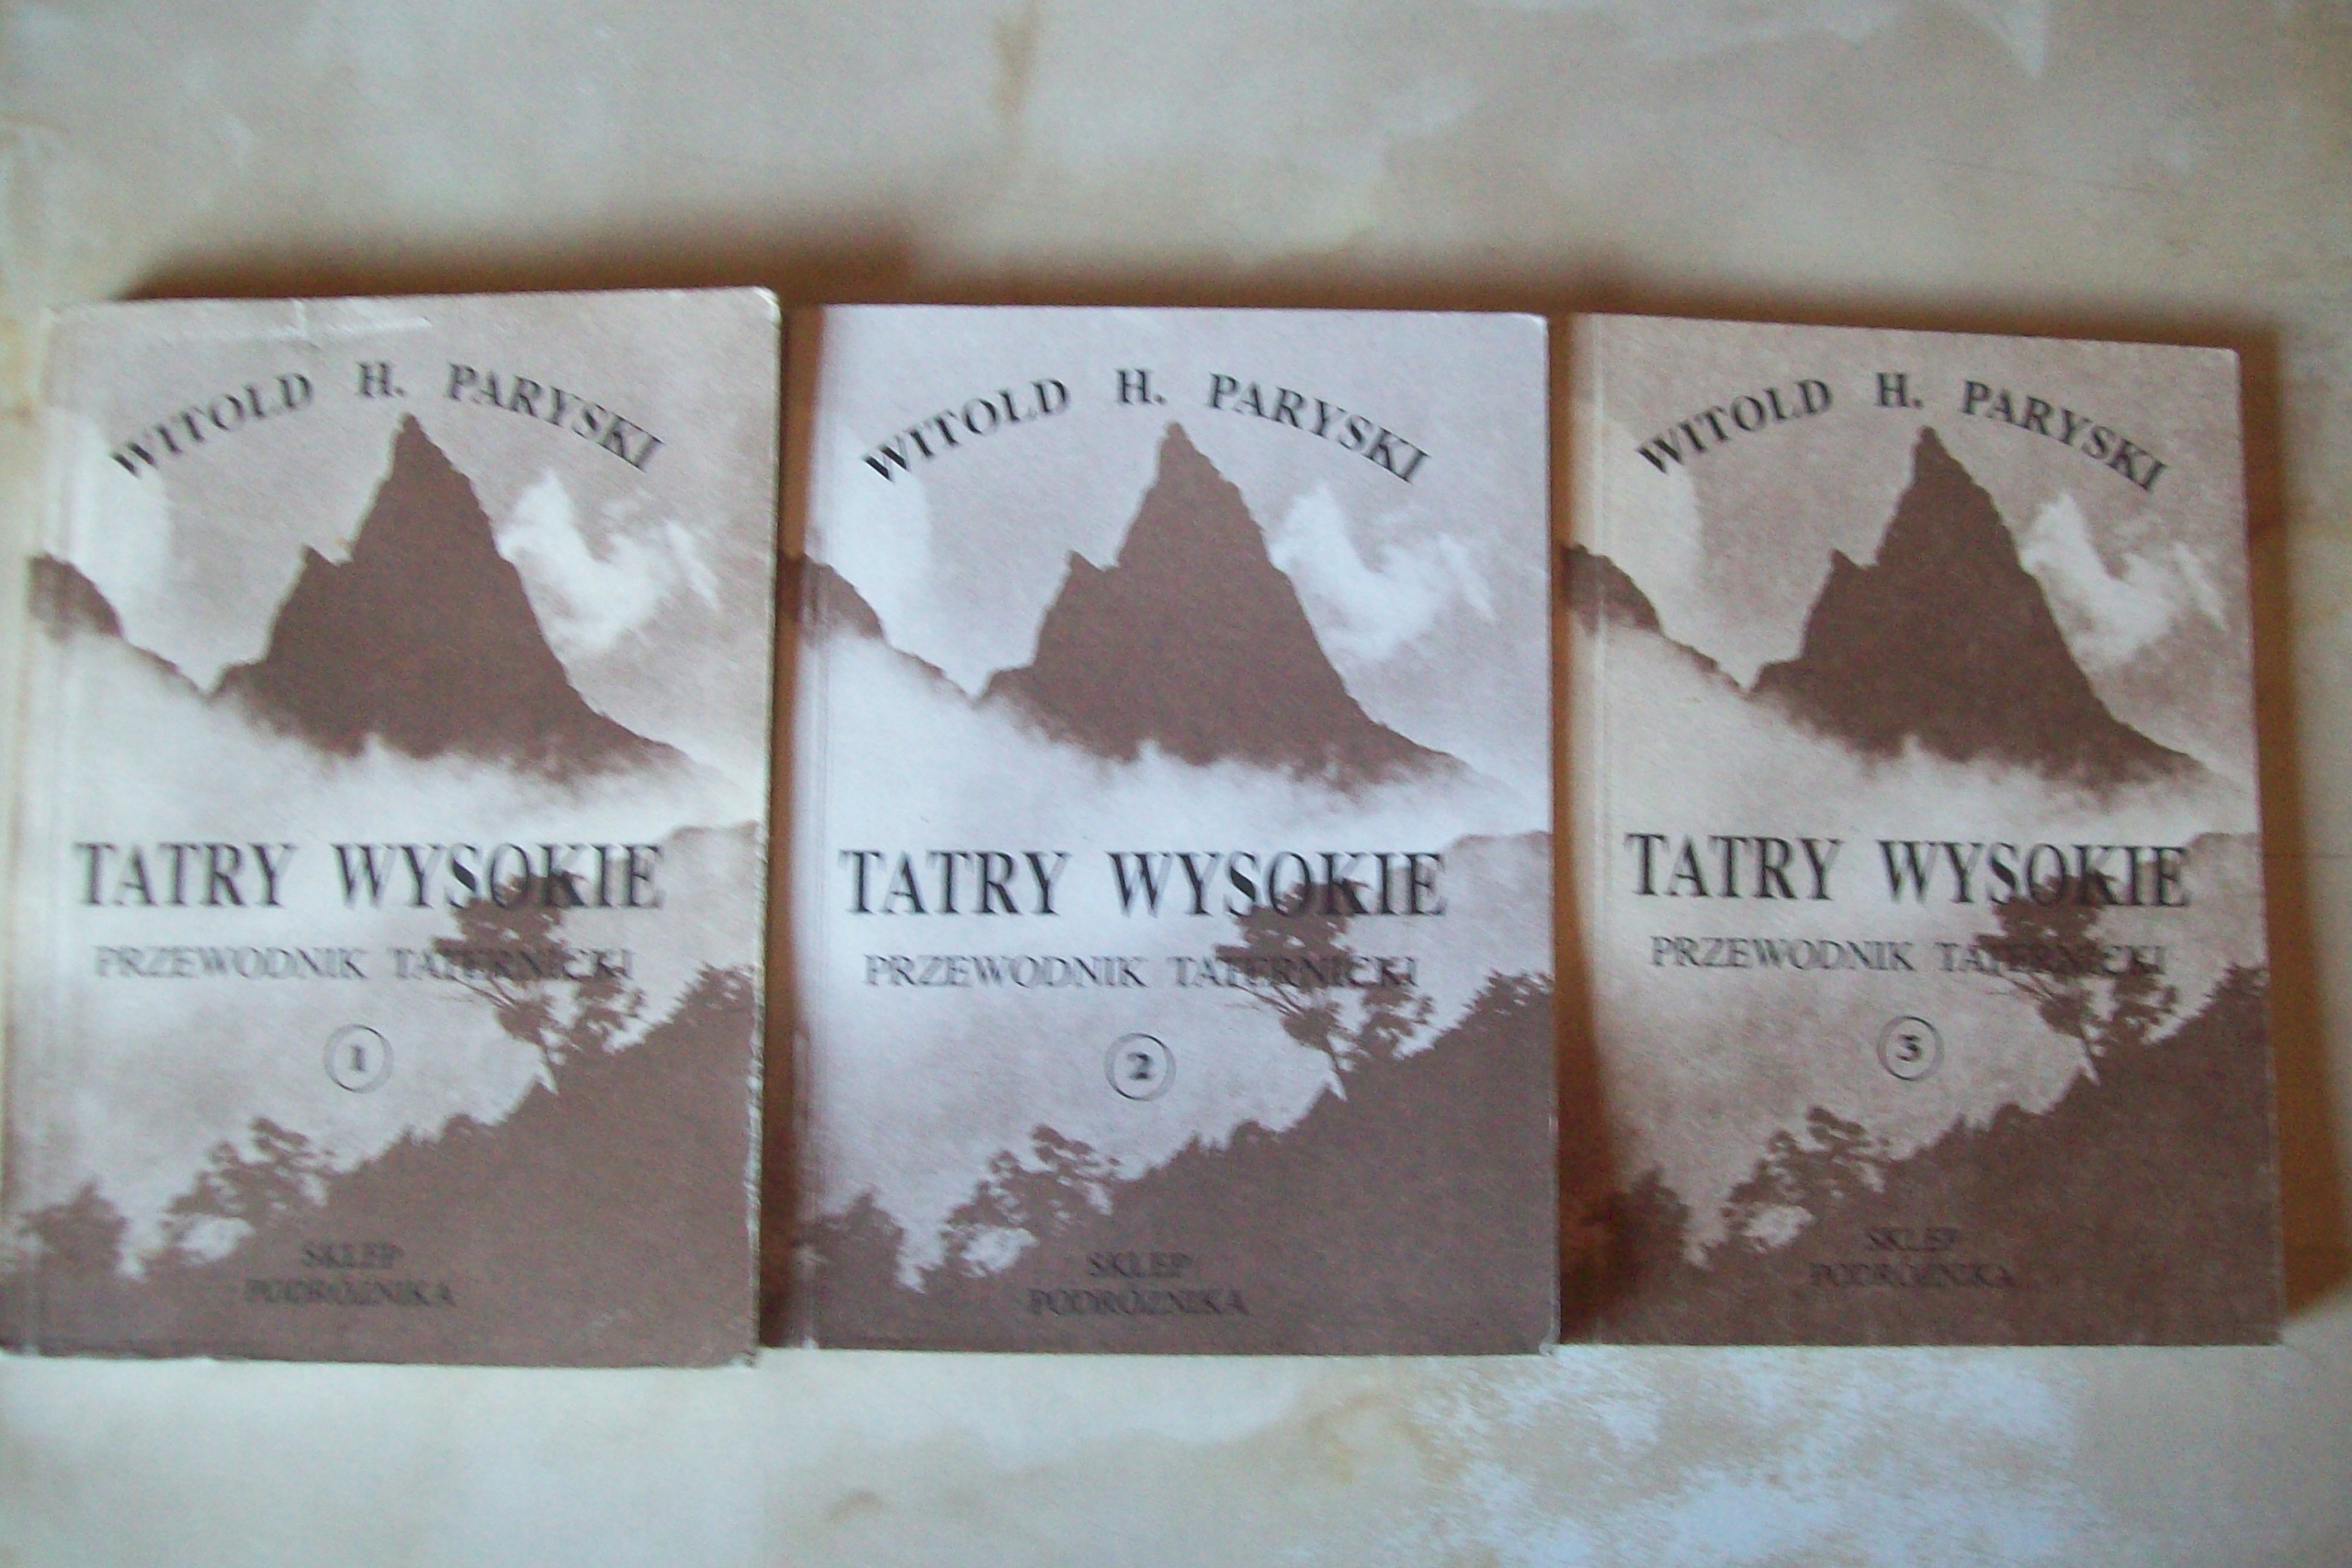 WITOLD H. PARYSKI
TATRY WYSOKIE
PRZEWODNIK TATERNICKI
1
SKLEP
PODRÓŻNIKA
WITOLD H. PARYSKI
TATRY WYSOKIE
PRZEWODNIK TATERNICKI
2
SKLEP
PODRÓŻNIKA
WITOLD H. PARYSKI
TATRY WYSOKIE
PRZEWODNIK TATERNICKI
3
SKLEP
PODRÓŻNIKA